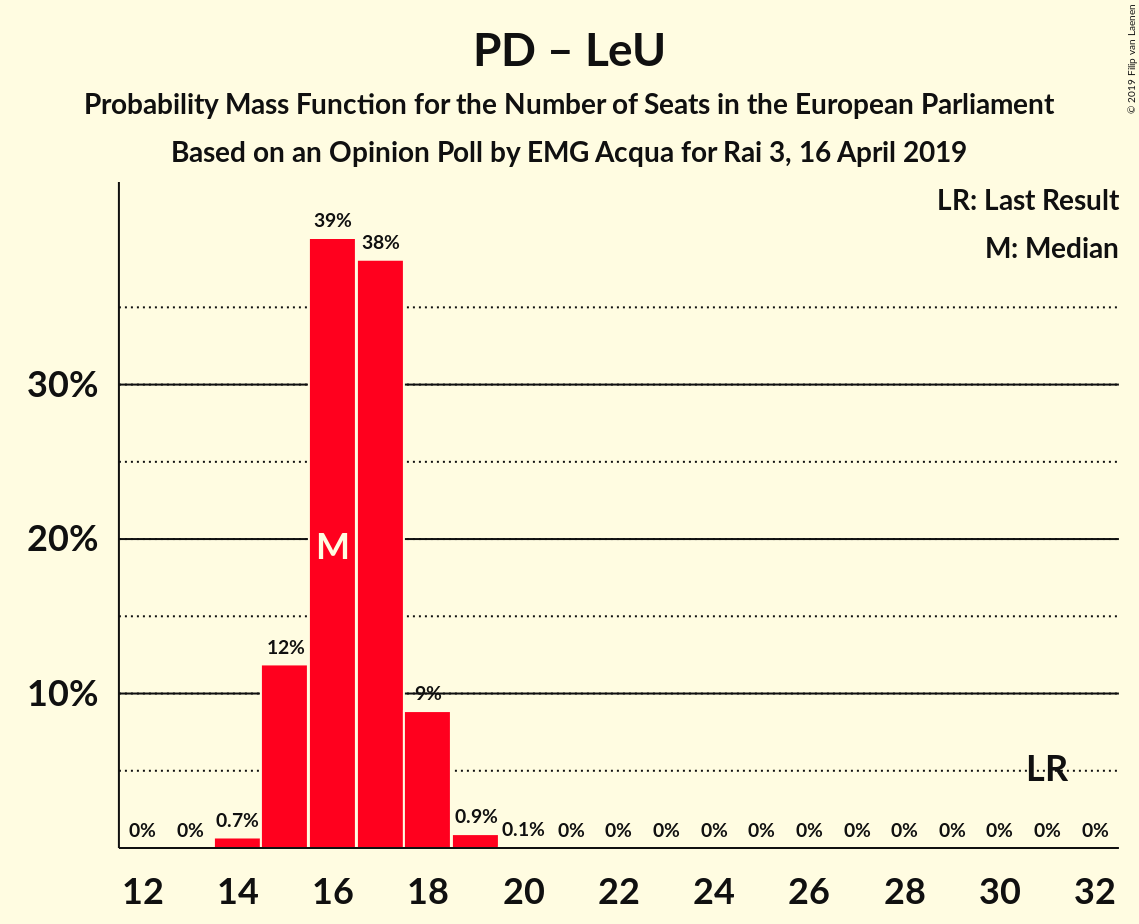 PD – LeU
Probability Mass Function for the Number of Seats in the European Parliament
Based on an Opinion Poll by EMG Acqua for Rai 3, 16 April 2019
© 2019 Filip van Laenen
LR: Last Result
M: Median
39%
38%
30%
M
20%
12%
10%
9%
LR
0% 0% 0.7% 0.9% 0.1% 0% 0% 0% 0% 0% 0% 0% 0% 0% 0% 0% 0%
12 14 16 18 20 22 24 26 28 30 32